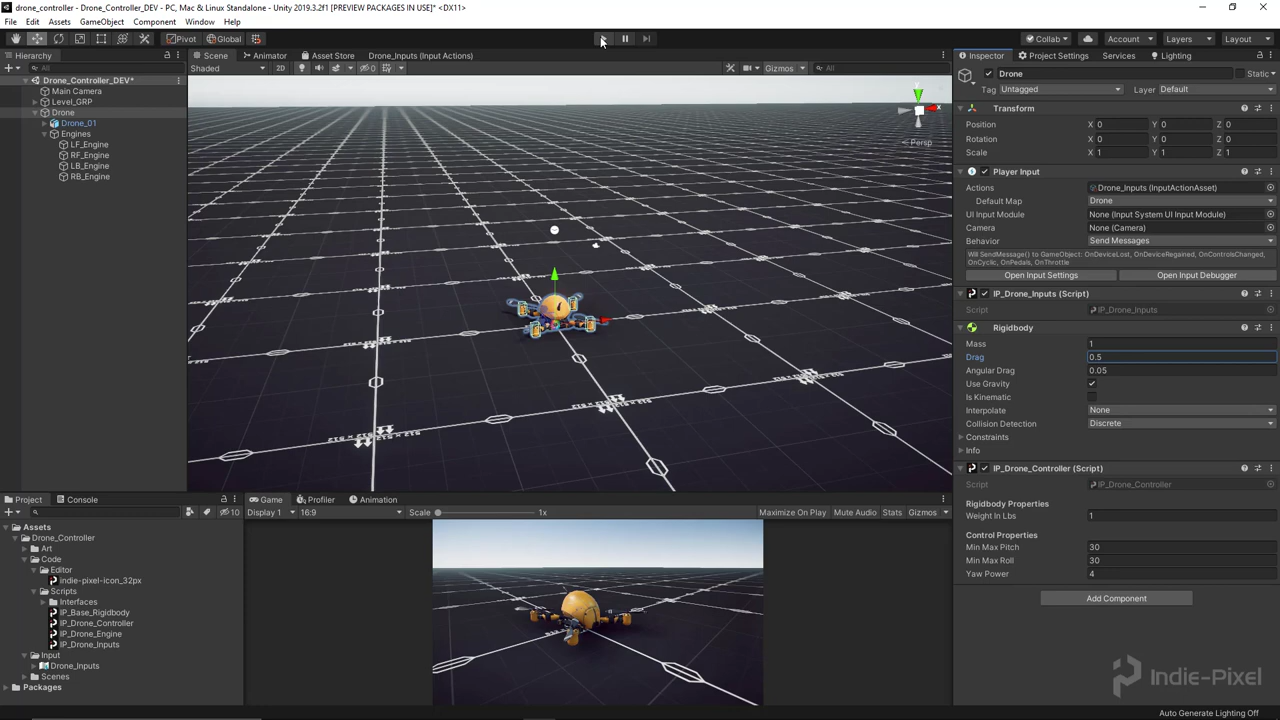 drone_controller - Drone_Controller_DEV - PC, Mac & Linux Standalone - Unity 2019.3.2f1 [PREVIEW PACKAGES IN USE]* <DX11>
File Edit Assets GameObject Component Window Help
Pivot Global Collab Account Layers Layout
Hierarchy
All
Drone_Controller_DEV*
Main Camera
Level_GRP
Drone
Drone_01
Engines
LF_Engine
RF_Engine
LB_Engine
RB_Engine
Scene Animator Asset Store Drone_Inputs (Input Actions)
Shaded 2D 0 Gizmos All
y
x
Persp
Inspector Project Settings Services Lighting
Drone Static
Tag Untagged Layer Default
Transform
Position X 0 Y 0 Z 0
Rotation X 0 Y 0 Z 0
Scale X 1 Y 1 Z 1
Player Input
Actions Drone_Inputs (InputActionAsset)
Default Map Drone
UI Input Module None (Input System UI Input Module)
Camera None (Camera)
Behavior Send Messages
Will SendMessage() to GameObject: OnDeviceLost, OnDeviceRegained, OnControlsChanged,
OnCyclic, OnPedals, OnThrottle
Open Input Settings Open Input Debugger
IP_Drone_Inputs (Script)
Script IP_Drone_Inputs
Rigidbody
Mass 1
Drag 0.5
Angular Drag 0.05
Use Gravity
Is Kinematic
Interpolate None
Collision Detection Discrete
Constraints
Info
IP_Drone_Controller (Script)
Script IP_Drone_Controller
Rigidbody Properties
Weight In Lbs 1
Control Properties
Min Max Pitch 30
Min Max Roll 30
Yaw Power 4
Add Component
Project Console
10
Assets
Drone_Controller
Art
Code
Editor
indie-pixel-icon_32px
Scripts
Interfaces
IP_Base_Rigidbody
IP_Drone_Controller
IP_Drone_Engine
IP_Drone_Inputs
Input
Drone_Inputs
Scenes
Packages
Game Profiler Animation
Display 1 16:9 Scale 1x Maximize On Play Mute Audio Stats Gizmos
Indie-Pixel
Auto Generate Lighting Off